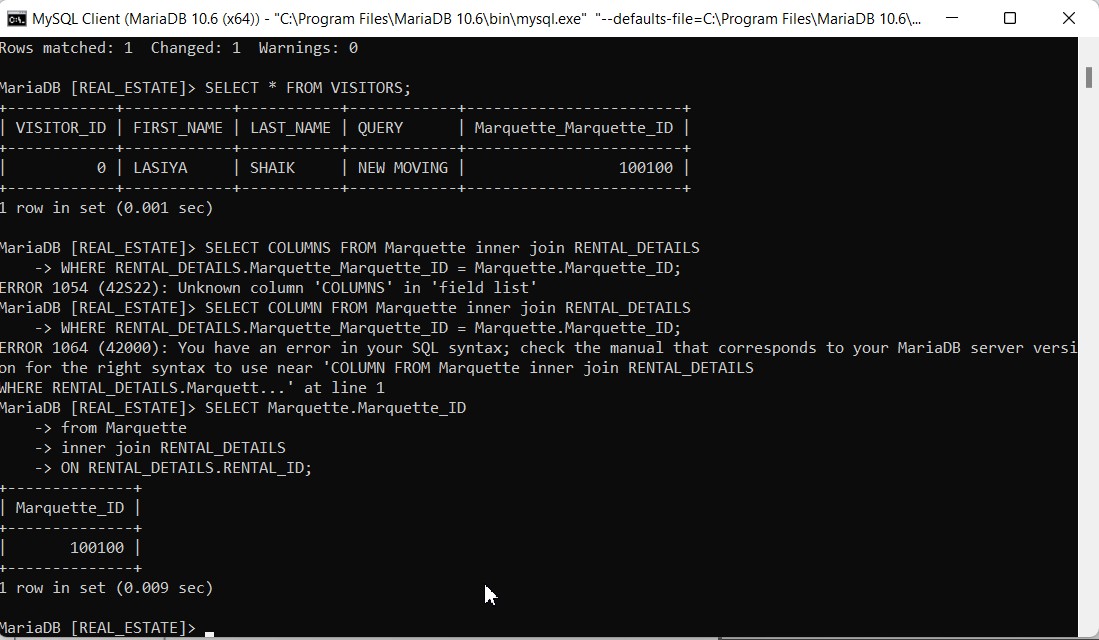 MySQL Client (MariaDB 10.6 (x64)) - "C:\Program Files\MariaDB 10.6\bin\mysql.exe"  "--defaults-file=C:\Program Files\MariaDB 10.6\...
Rows matched: 1  Changed: 1  Warnings: 0
MariaDB [REAL_ESTATE]> SELECT * FROM VISITORS;
+------------+------------+-----------+------------+------------------------+
| VISITOR_ID | FIRST_NAME | LAST_NAME | QUERY      | Marquette_Marquette_ID |
+------------+------------+-----------+------------+------------------------+
|          0 | LASIYA     | SHAIK     | NEW MOVING |                 100100 |
+------------+------------+-----------+------------+------------------------+
1 row in set (0.001 sec)
MariaDB [REAL_ESTATE]> SELECT COLUMNS FROM Marquette inner join RENTAL_DETAILS
    -> WHERE RENTAL_DETAILS.Marquette_Marquette_ID = Marquette.Marquette_ID;
ERROR 1054 (42S22): Unknown column 'COLUMNS' in 'field list'
MariaDB [REAL_ESTATE]> SELECT COLUMN FROM Marquette inner join RENTAL_DETAILS
    -> WHERE RENTAL_DETAILS.Marquette_Marquette_ID = Marquette.Marquette_ID;
ERROR 1064 (42000): You have an error in your SQL syntax; check the manual that corresponds to your MariaDB server versi
on for the right syntax to use near 'COLUMN FROM Marquette inner join RENTAL_DETAILS
WHERE RENTAL_DETAILS.Marquett...' at line 1
MariaDB [REAL_ESTATE]> SELECT Marquette.Marquette_ID
    -> from Marquette
    -> inner join RENTAL_DETAILS
    -> ON RENTAL_DETAILS.RENTAL_ID;
+--------------+
| Marquette_ID |
+--------------+
|       100100 |
+--------------+
1 row in set (0.009 sec)
MariaDB [REAL_ESTATE]>